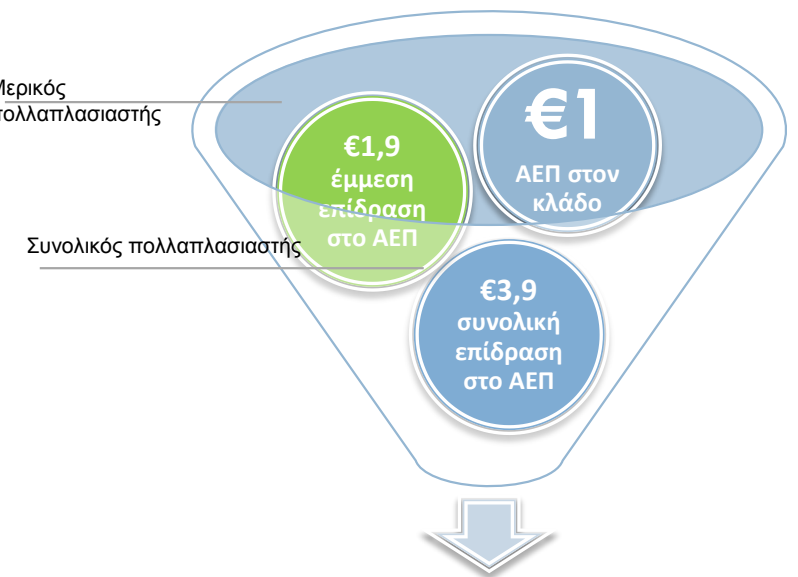 Μερικός
πολλαπλασιαστής
€1
ΑΕΠ στον
κλάδο
€1,9
έμμεση
επίδραση
στο ΑΕΠ
Συνολικός πολλαπλασιαστής
€3,9
συνολική
επίδραση
στο ΑΕΠ